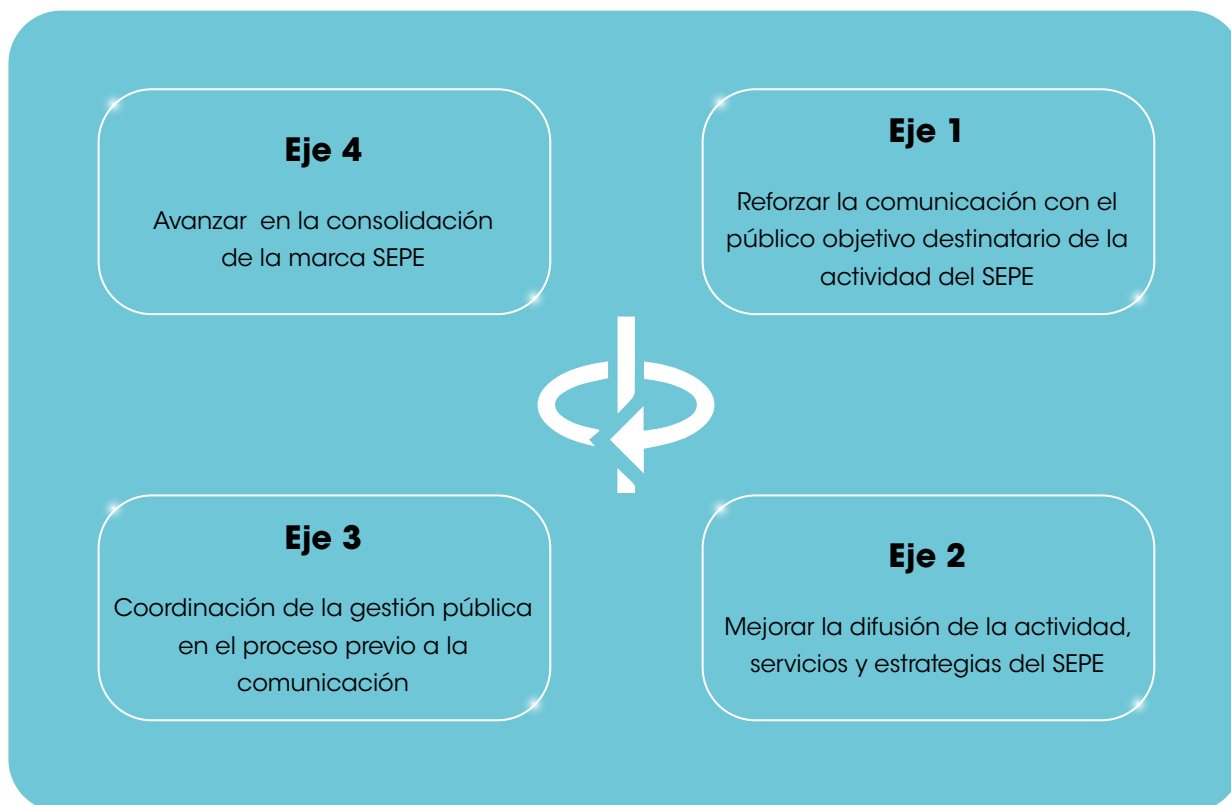 Eje 4
Avanzar en la consolidación
de la marca SEPE
Eje 1
Reforzar la comunicación con el
público objetivo destinatario de la
actividad del SEPE
Eje 3
Coordinación de la gestión pública
en el proceso previo a la
comunicación
Eje 2
Mejorar la difusión de la actividad,
servicios y estrategias del SEPE